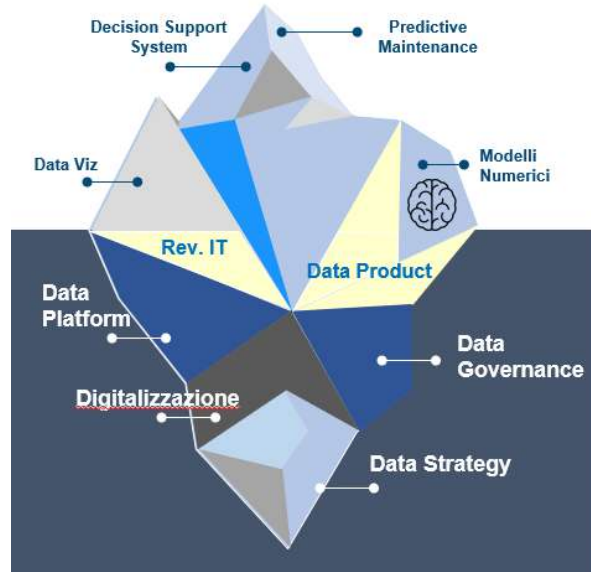 Decision Support
System
Predictive
Maintenance
Data Viz
Modelli
Numerici
Rev. IT
Data Product
Data
Platform
Data
Governance
Digitalizzazione
Data Strategy